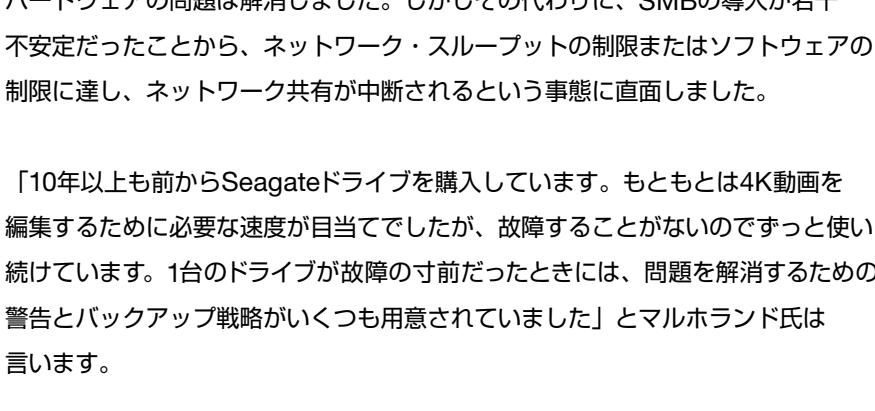 ハードウェアの問題は解消しました。しかしその代わりに、SMBの導入が若干
不安定だったことから、ネットワーク・スループットの制限またはソフトウェアの
制限に達し、ネットワーク共有が中断されるという事態に直面しました。
「10年以上も前からSeagateドライブを購入しています。もともとは4K動画を
編集するために必要な速度が目当てでしたが、故障することがないのでずっと使い
続けています。1台のドライブが故障の寸前だったときには、問題を解消するための
警告とバックアップ戦略がいくつも用意されていました」とマルホランド氏は
言います。